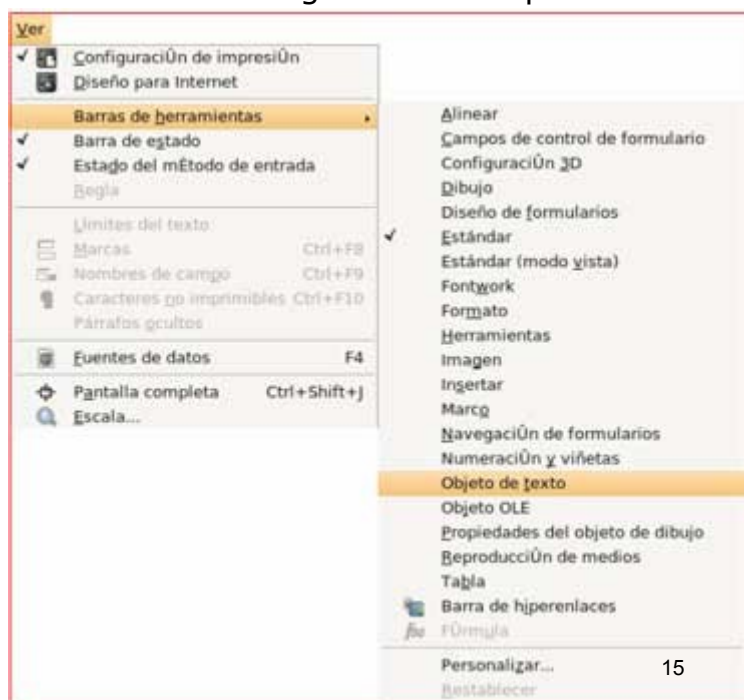 Ver
ConfiguraciÛn de impresiÛn
Diseño para Internet
Barras de herramientas
Barra de estado
Estado del mÉtodo de entrada
Regla
Límites del texto
Marcas Ctrl+F8
Nombres de campo Ctrl+F9
Caracteres no imprimibles Ctrl+F10
Párrafos ocultos
Fuentes de datos F4
Pantalla completa Ctrl+Shift+J
Escala...
Alinear
Campos de control de formulario
ConfiguraciÛn 3D
Dibujo
Diseño de formularios
Estándar
Estándar (modo vista)
Fontwork
Formato
Herramientas
Imagen
Insertar
Marco
NavegaciÛn de formularios
NumeraciÛn y viñetas
Objeto de texto
Objeto OLE
Propiedades del objeto de dibujo
ReproducciÛn de medios
Tabla
Barra de hiperenlaces
FÛrmula
Personalizar...
15
Restablecer